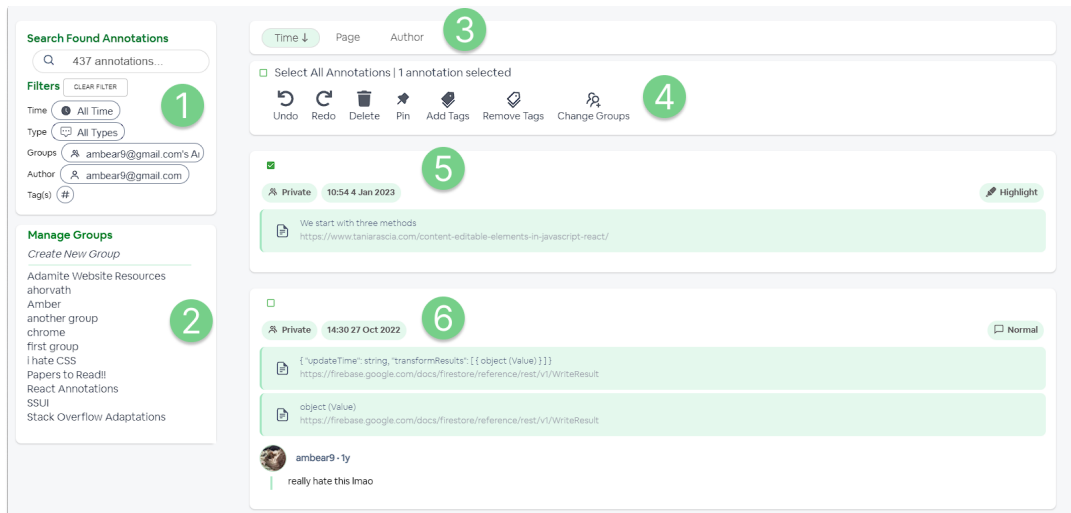 Search Found Annotations
437 annotations...
Filters CLEAR FILTER
1
Time All Time
Type All Types
Groups ambear9@gmail.com's A
Author ambear9@gmail.com
Tag(s) #
Manage Groups
Create New Group
Adamite Website Resources
ahorvath
Amber
another group
chrome
first group
i hate CSS
Papers to Read!!
React Annotations
SSUI
Stack Overflow Adaptations
2
Time ↓ Page Author
3
Select All Annotations | 1 annotation selected
Undo Redo Delete Pin Add Tags Remove Tags Change Groups
4
5
Private 10:54 4 Jan 2023 Highlight
We start with three methods
https://www.taniarascia.com/content-editable-elements-in-javascript-react/
6
Private 14:30 27 Oct 2022 Normal
{ "updateTime": string, "transformResults": [ { object (Value) } ] }
https://firebase.google.com/docs/firestore/reference/rest/v1/WriteResult
object (Value)
https://firebase.google.com/docs/firestore/reference/rest/v1/WriteResult
ambear9 • 1y
really hate this lmao